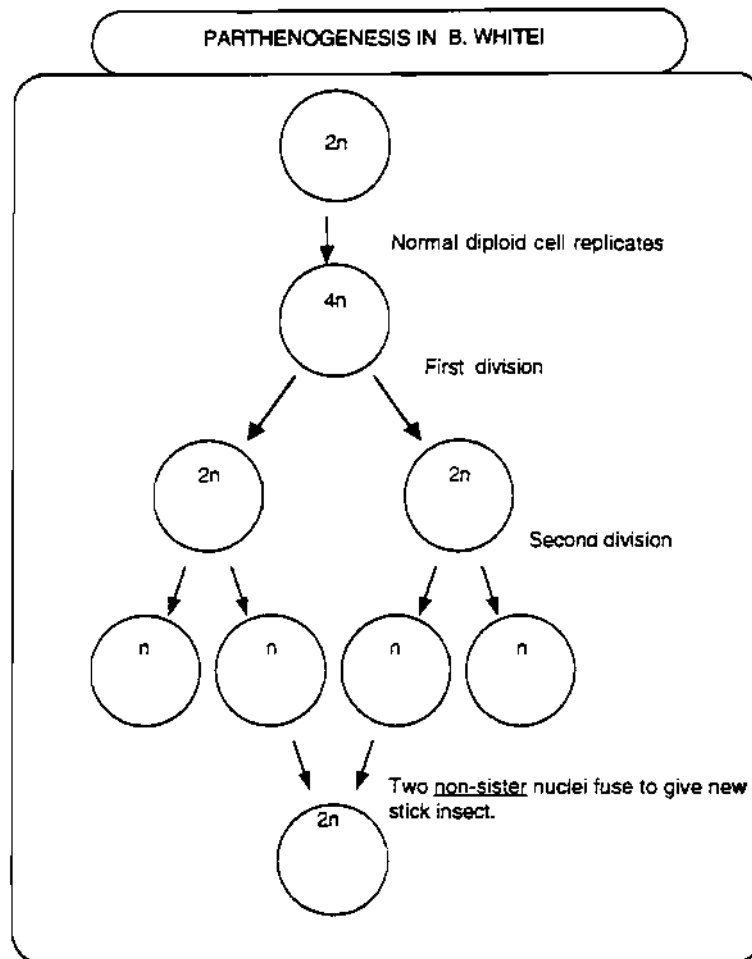 PARTHENOGENESIS IN B. WHITEI
2n
Normal diploid cell replicates
4n
First division
2n 2n
Second division
n n n n
Two non-sister nuclei fuse to give new
stick insect.
2n